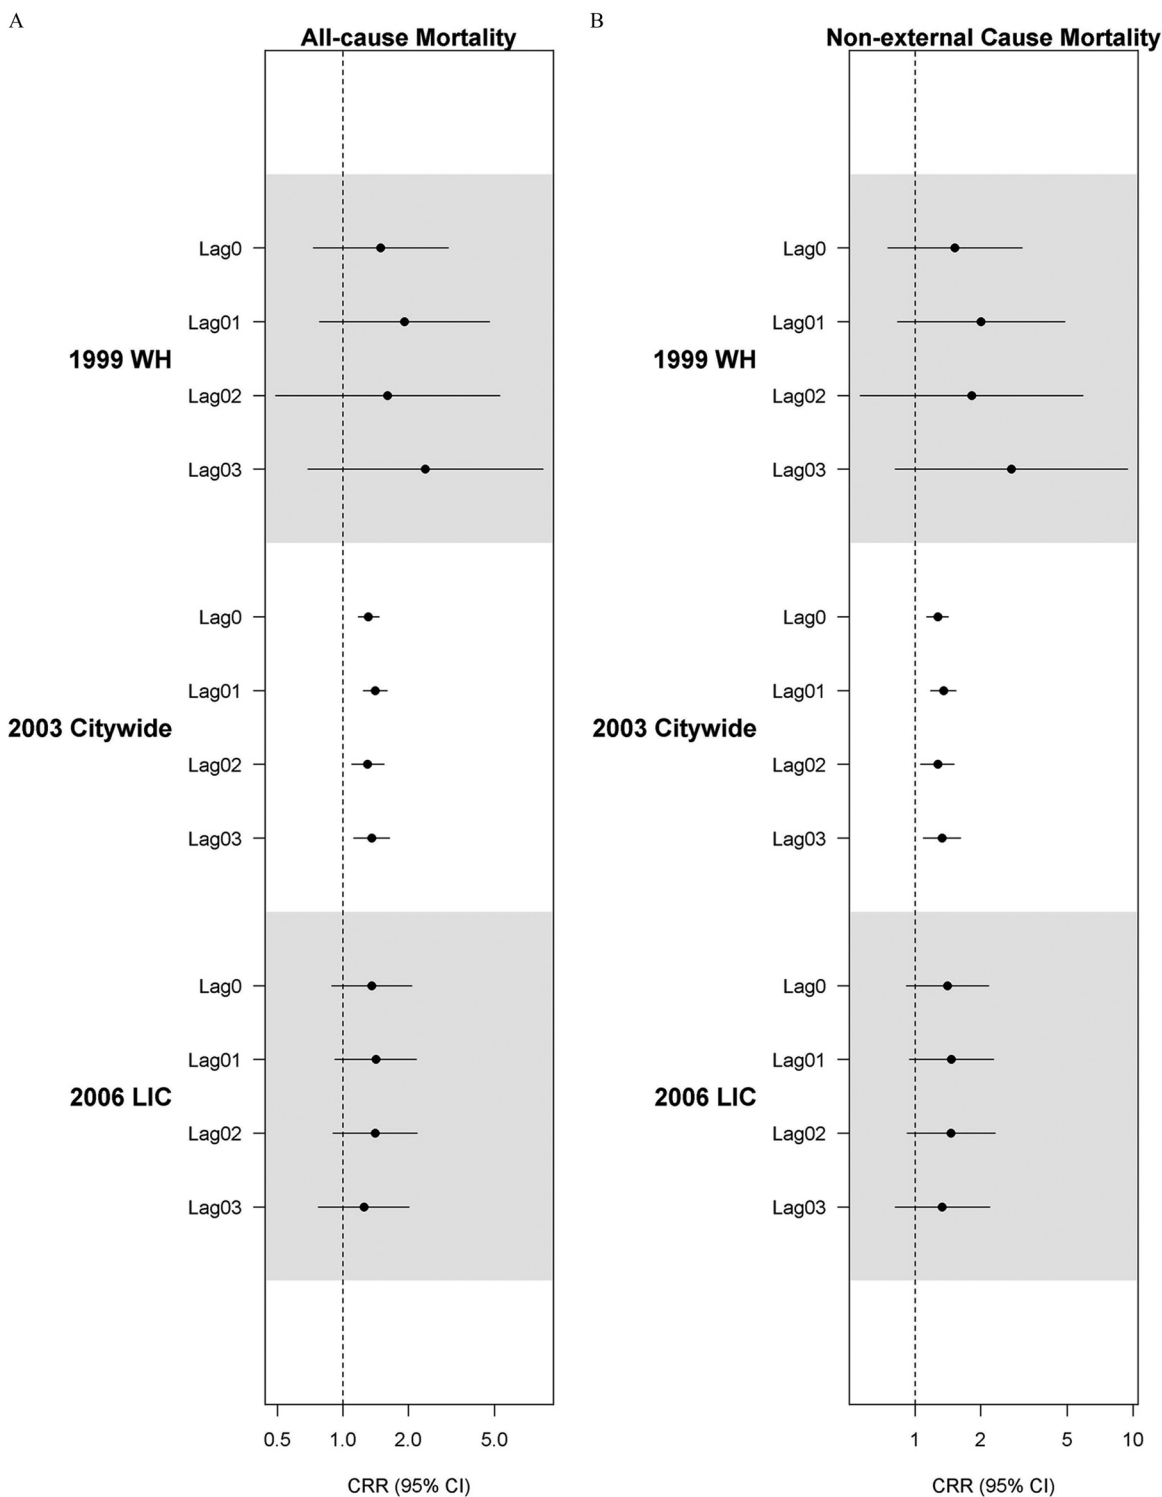 A
All-cause Mortality
Lag0
Lag01
1999 WH
Lag02
Lag03
Lag0
Lag01
2003 Citywide
Lag02
Lag03
Lag0
Lag01
2006 LIC
Lag02
Lag03
0.5 1.0 2.0 5.0
CRR (95% CI)
B
Non-external Cause Mortality
Lag0
Lag01
1999 WH
Lag02
Lag03
Lag0
Lag01
2003 Citywide
Lag02
Lag03
Lag0
Lag01
2006 LIC
Lag02
Lag03
1 2 5 10
CRR (95% CI)